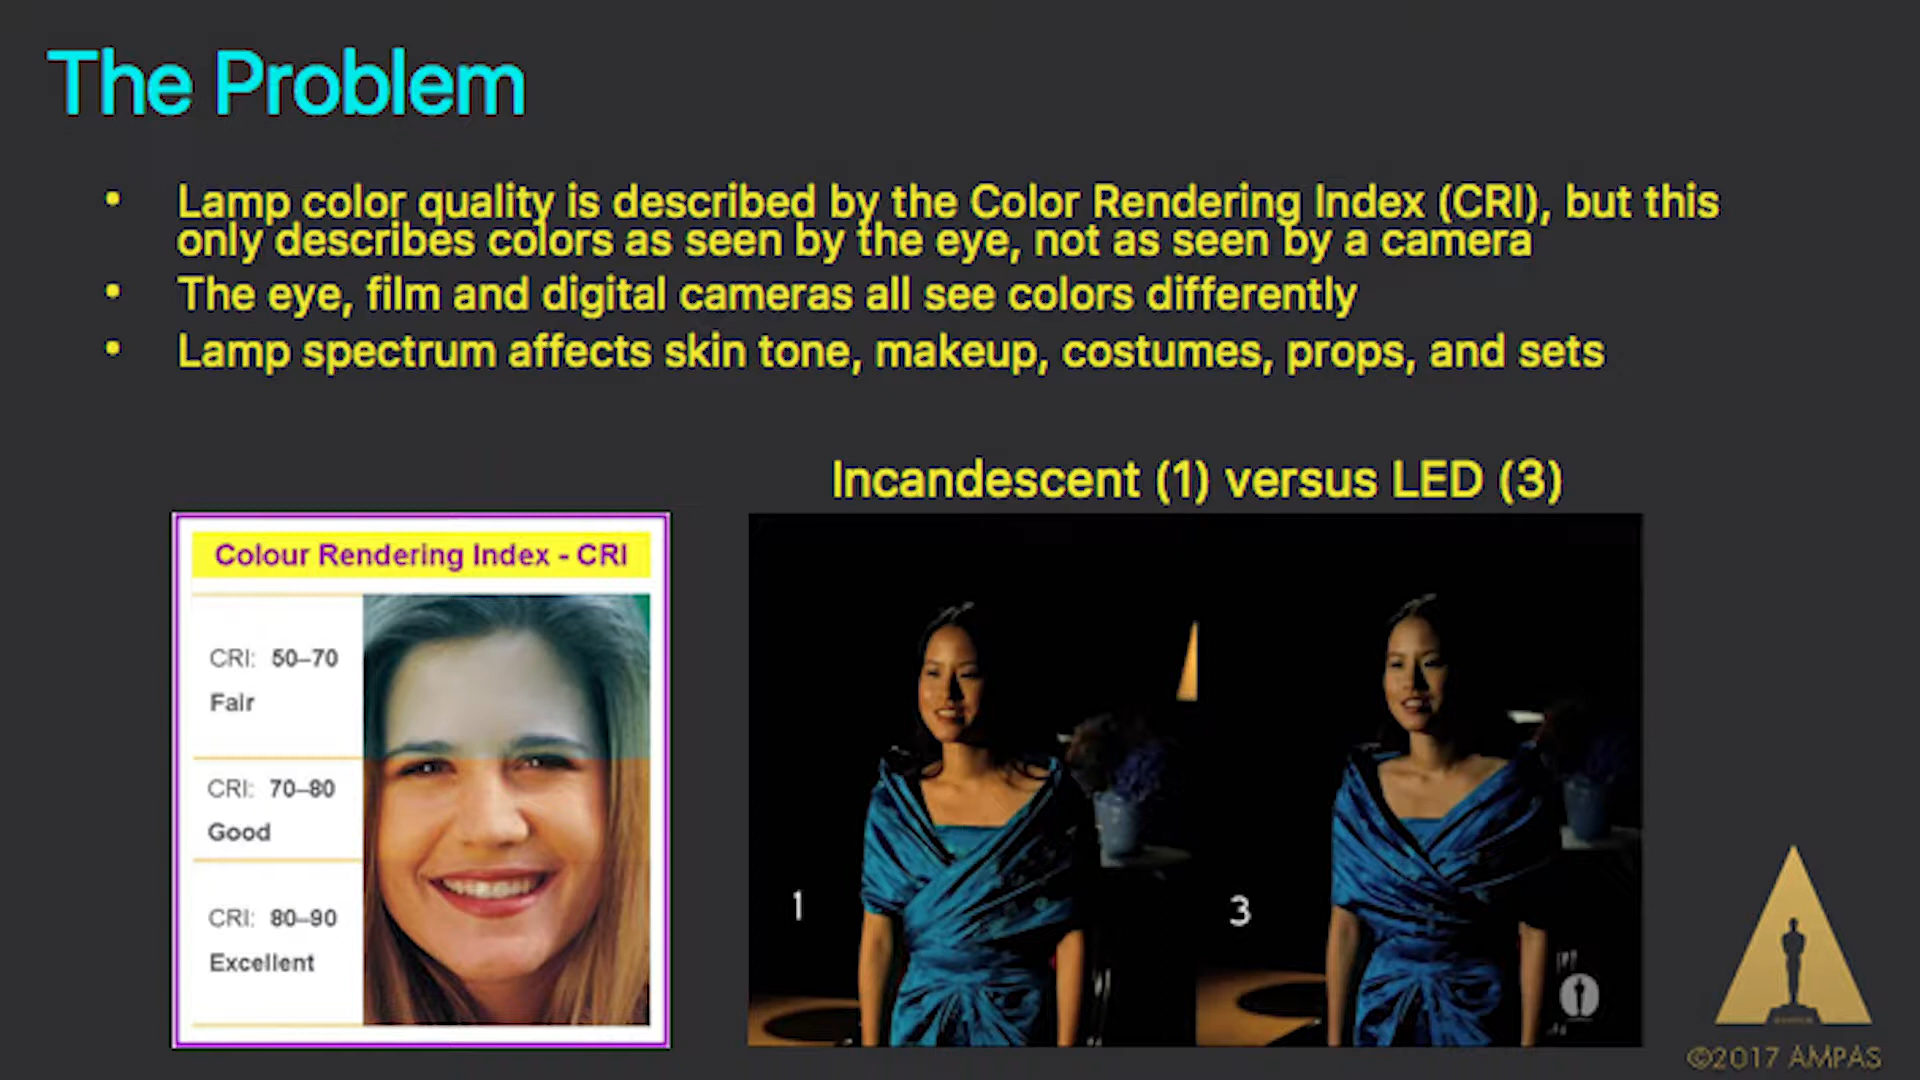 The Problem
• Lamp color quality is described by the Color Rendering Index (CRI), but this
only describes colors as seen by the eye, not as seen by a camera
• The eye, film and digital cameras all see colors differently
• Lamp spectrum affects skin tone, makeup, costumes, props, and sets
Incandescent (1) versus LED (3)
Colour Rendering Index - CRI
CRI: 50–70
Fair
CRI: 70–80
Good
CRI: 80–90
Excellent
1
3
©2017 AMPAS